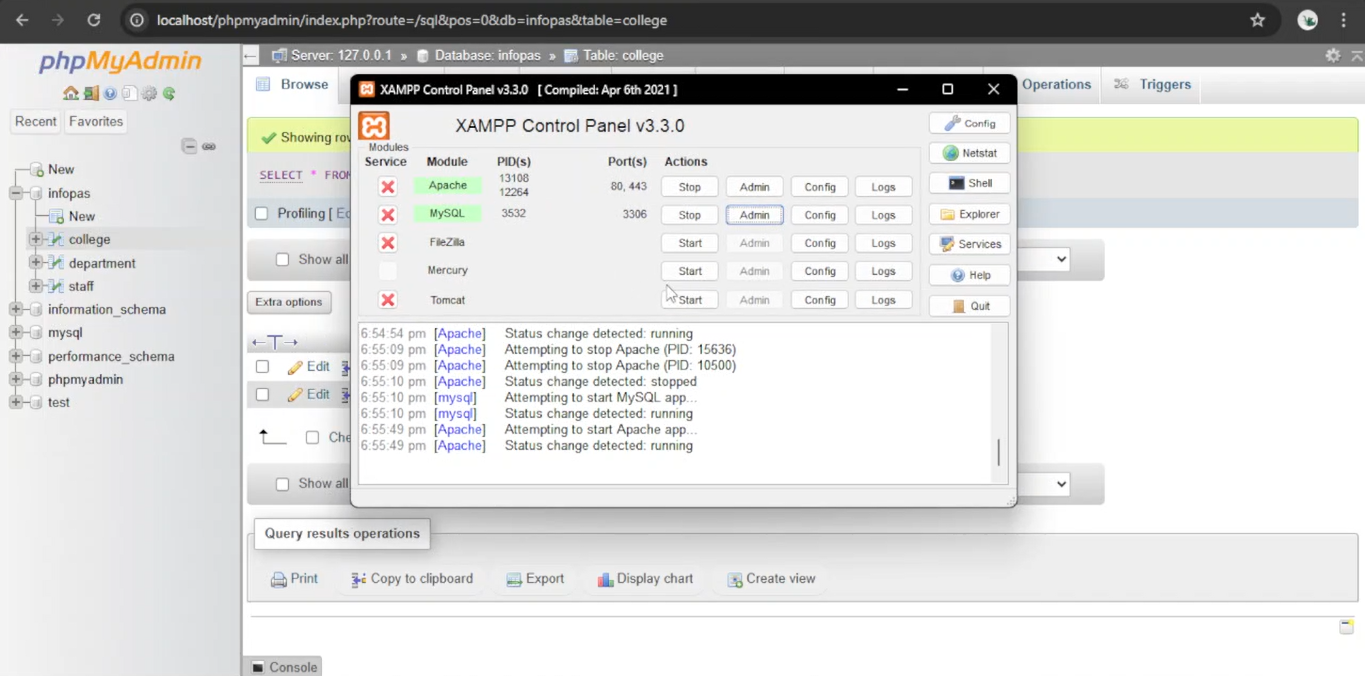 localhost/phpmyadmin/index.php?route=/sql&pos=0&db=infopas&table=college
phpMyAdmin
Recent Favorites
New
infopas
New
college
department
staff
information_schema
mysql
performance_schema
phpmyadmin
test
Server: 127.0.0.1 » Database: infopas » Table: college
Browse
Operations
Triggers
Showing
SELECT * FROM
Profiling [
Show all
Extra options
←T→
Edit
Edit
Show all
Query results operations
Print
Copy to clipboard
Export
Display chart
Create view
Console
XAMPP Control Panel v3.3.0 [ Compiled: Apr 6th 2021 ]
XAMPP Control Panel v3.3.0
Modules
Service Module PID(s) Port(s) Actions
Apache 13108 12264 80, 443 Stop Admin Config Logs
MySQL 3532 3306 Stop Admin Config Logs
FileZilla Start Admin Config Logs
Mercury Start Admin Config Logs
Tomcat Start Admin Config Logs
Config
Netstat
Shell
Explorer
Services
Help
Quit
6:54:54 pm [Apache] Status change detected: running
6:55:09 pm [Apache] Attempting to stop Apache (PID: 15636)
6:55:09 pm [Apache] Attempting to stop Apache (PID: 10500)
6:55:10 pm [Apache] Status change detected: stopped
6:55:10 pm [mysql] Attempting to start MySQL app...
6:55:10 pm [mysql] Status change detected: running
6:55:49 pm [Apache] Attempting to start Apache app...
6:55:49 pm [Apache] Status change detected: running